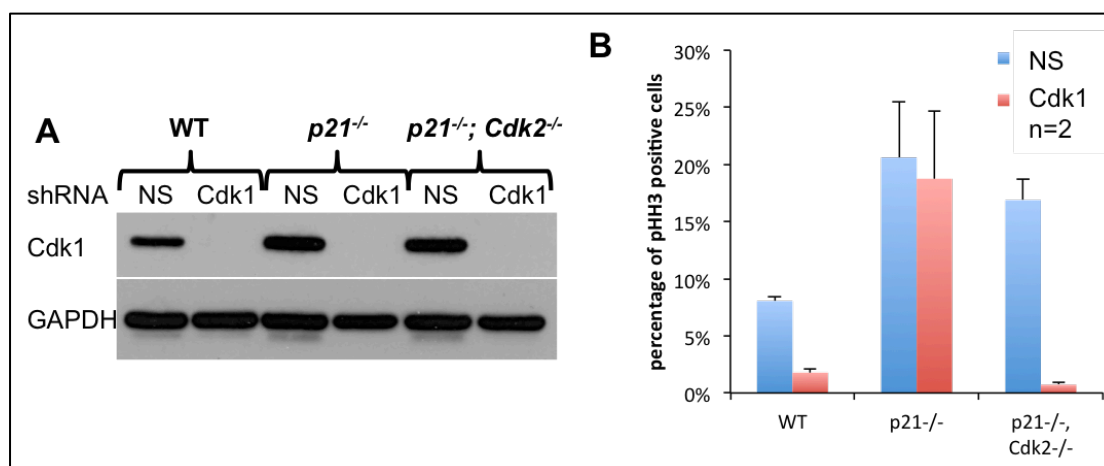 A
WT p21-/- p21-/-; Cdk2-/-
shRNA NS Cdk1 NS Cdk1 NS Cdk1
Cdk1
GAPDH
B
percentage of pHH3 positive cells
30%
25%
20%
15%
10%
5%
0%
NS
Cdk1
n=2
WT
p21-/-
p21-/-,
Cdk2-/-